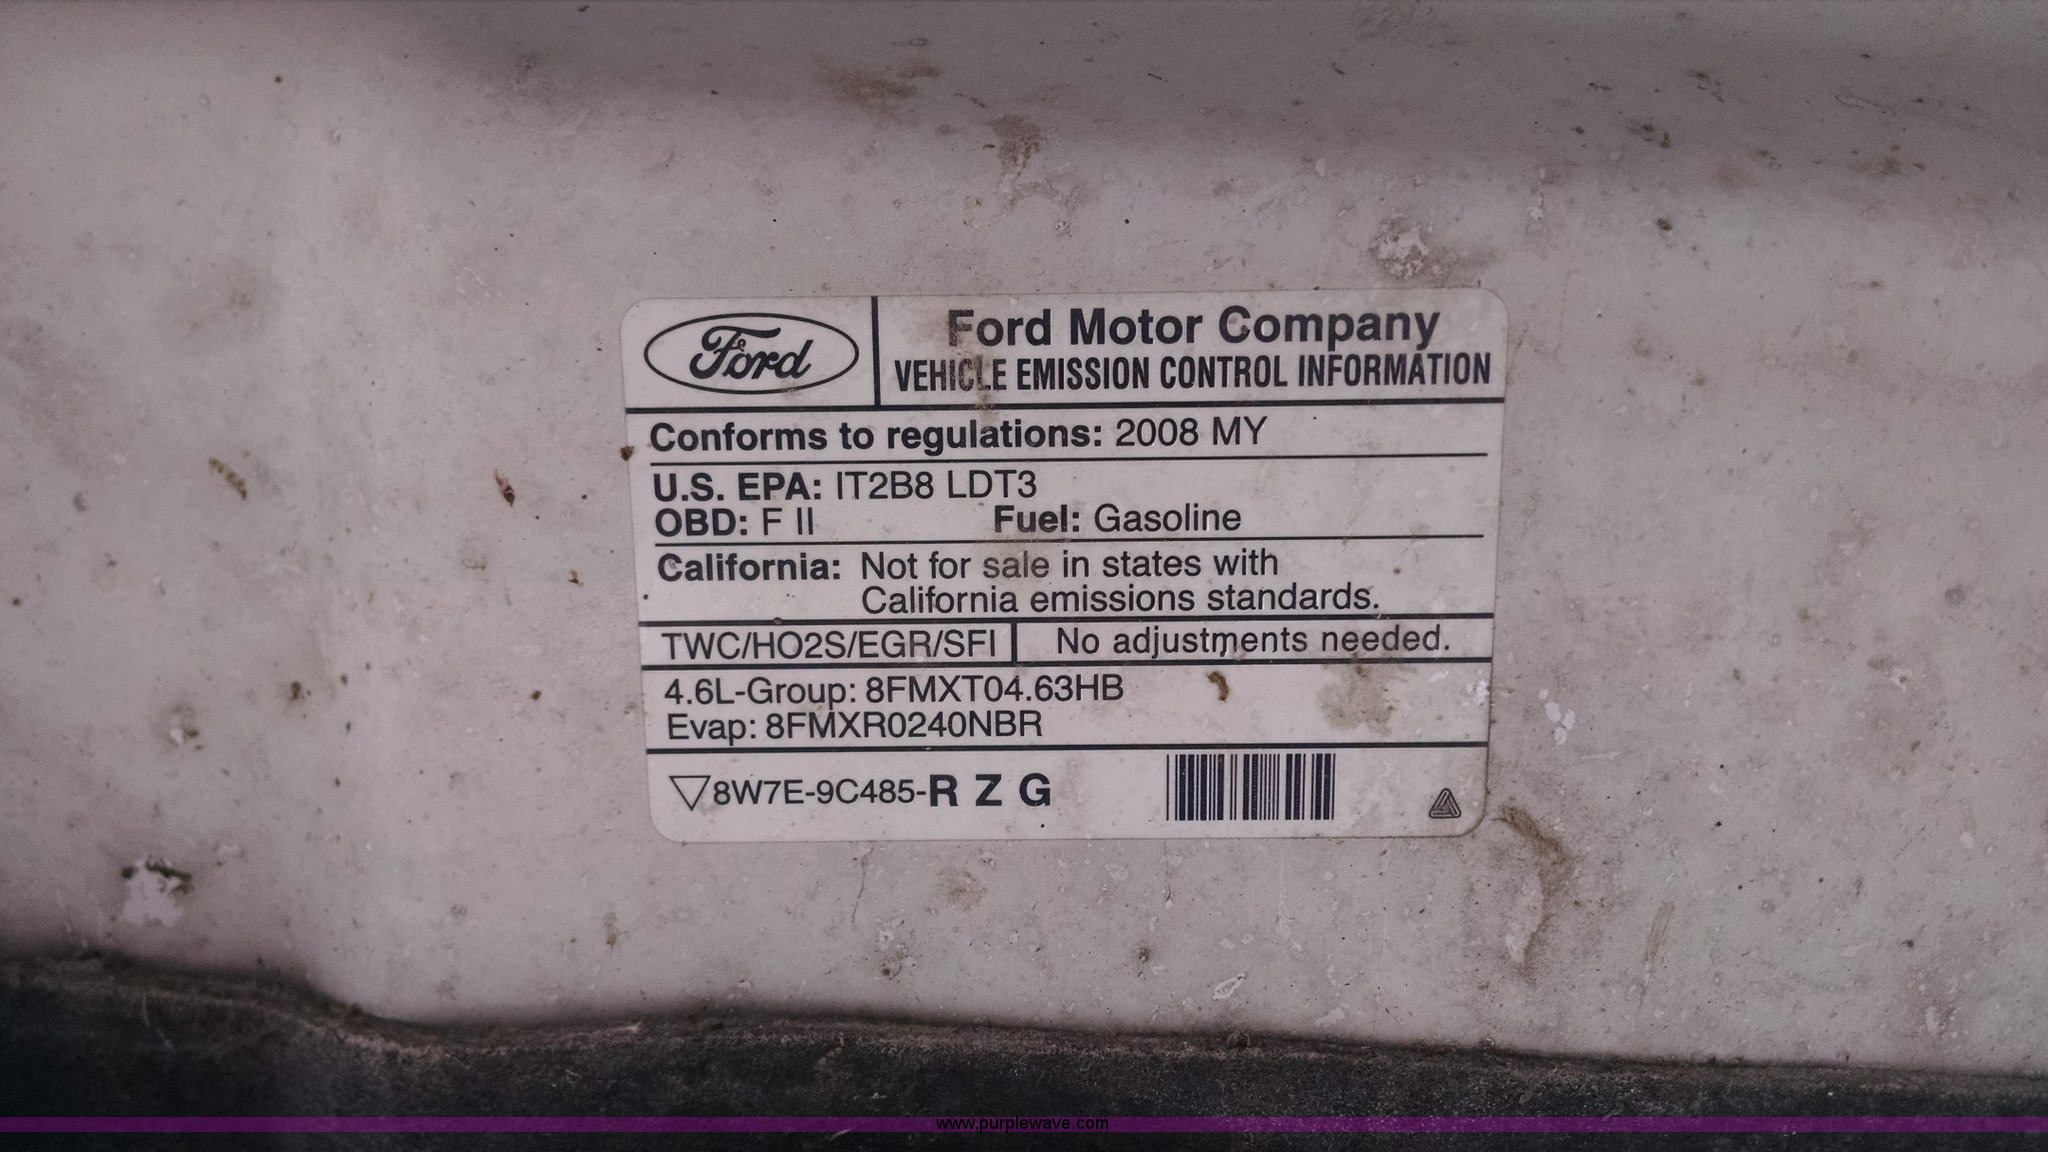 Ford
Ford Motor Company
VEHICLE EMISSION CONTROL INFORMATION
Conforms to regulations: 2008 MY
U.S. EPA: IT2B8 LDT3
OBD: F II Fuel: Gasoline
California: Not for sale in states with
California emissions standards.
TWC/HO2S/EGR/SFI No adjustments needed.
4.6L-Group: 8FMXT04.63HB
Evap: 8FMXR0240NBR
8W7E-9C485-R Z G
www.purplewave.com